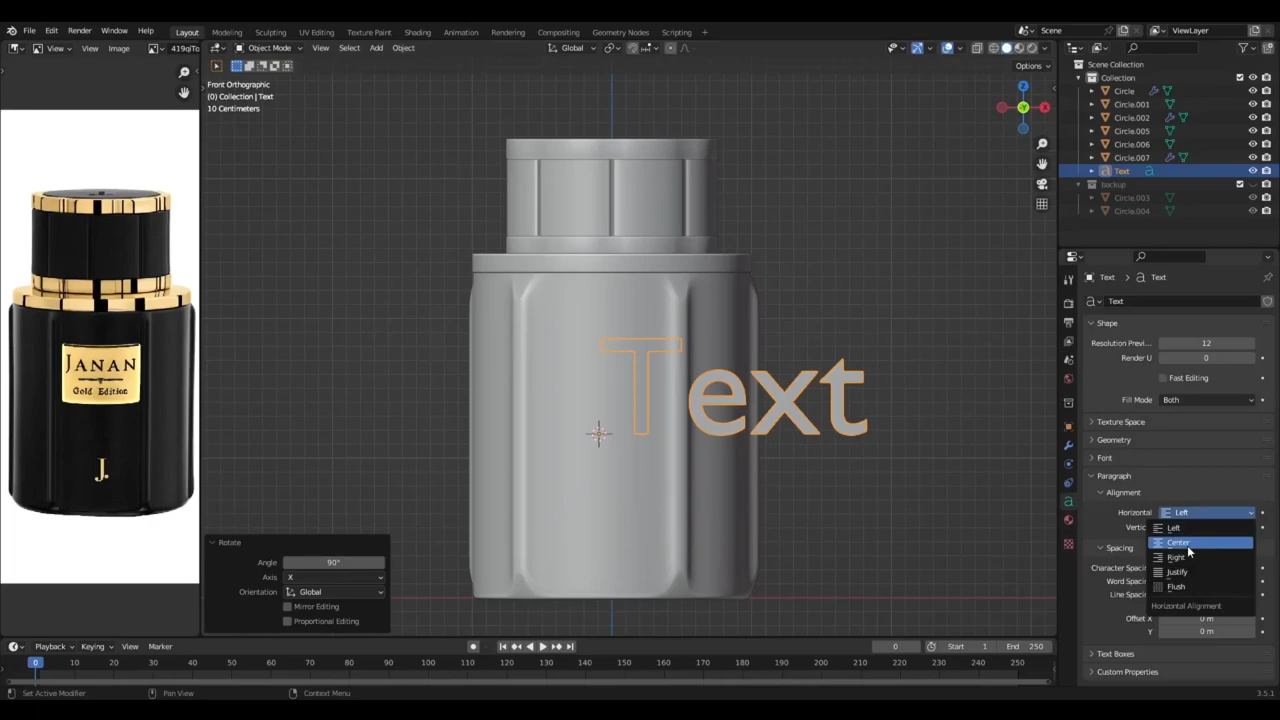 File Edit Render Window Help Layout Modeling Sculpting UV Editing Texture Paint Shading Animation Rendering Compositing Geometry Nodes Scripting + Scene ViewLayer
View View Image 419qiTo Object Mode View Select Add Object Global
Options
Front Orthographic
(0) Collection | Text
10 Centimeters
Z
Y
X
Scene Collection
Collection
Circle
Circle.001
Circle.002
Circle.005
Circle.006
Circle.007
Text
backup
Circle.003
Circle.004
JANAN
Gold Edition
J.
Text
Text > Text
Text
Shape
Resolution Previ... 12
Render U 0
Fast Editing
Fill Mode Both
Texture Space
Geometry
Font
Paragraph
Alignment
Horizontal Left
Vertic
Left
Center
Right
Justify
Flush
Horizontal Alignment
Spacing
Character Spacin
Word Spacin
Line Spacin
Offset X 0 m
Y 0 m
Text Boxes
Custom Properties
Rotate
Angle 90°
Axis X
Orientation Global
Mirror Editing
Proportional Editing
Playback Keying View Marker 0 Start 1 End 250
0 10 20 30 40 50 60 70 80 90 100 110 120 130 140 150 160 170 180 190 200 210 220 230 240 250
Set Active Modifier Pan View Context Menu 3.5.1